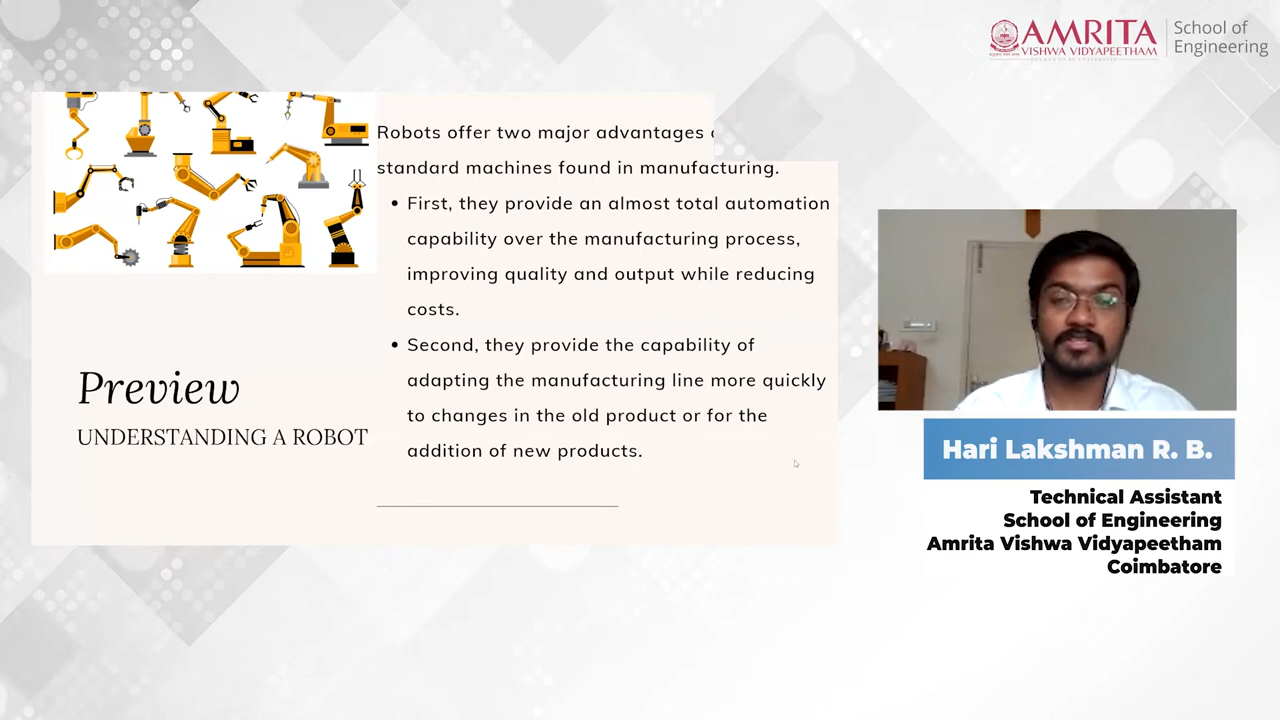 AMRITA
VISHWA VIDYAPEETHAM
School of
Engineering
Robots offer two major advantages
standard machines found in manufacturing.
• First, they provide an almost total automation
capability over the manufacturing process,
improving quality and output while reducing
costs.
• Second, they provide the capability of
adapting the manufacturing line more quickly
to changes in the old product or for the
addition of new products.
Preview
UNDERSTANDING A ROBOT
Hari Lakshman R. B.
Technical Assistant
School of Engineering
Amrita Vishwa Vidyapeetham
Coimbatore